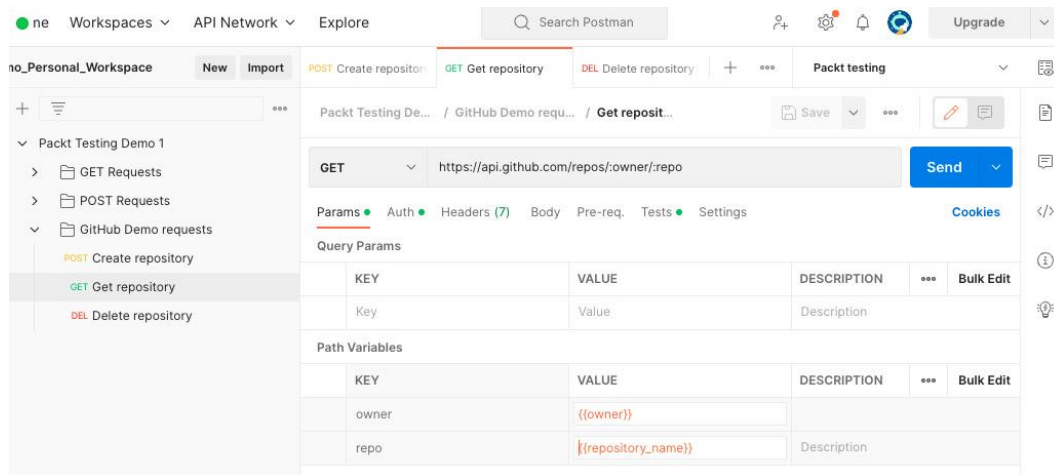 ne Workspaces API Network Explore Search Postman Upgrade
no_Personal_Workspace New Import POST Create repositor GET Get repository DEL Delete repository Packt testing
Packt Testing De... / GitHub Demo requ... / Get reposit... Save
Packt Testing Demo 1
GET Requests
POST Requests
GitHub Demo requests
POST Create repository
GET Get repository
DEL Delete repository
GET https://api.github.com/repos/:owner/:repo Send
Params Auth Headers (7) Body Pre-req. Tests Settings Cookies
Query Params
KEY VALUE DESCRIPTION Bulk Edit
Key Value Description
Path Variables
KEY VALUE DESCRIPTION Bulk Edit
owner {{owner}}
repo {{repository_name}} Description